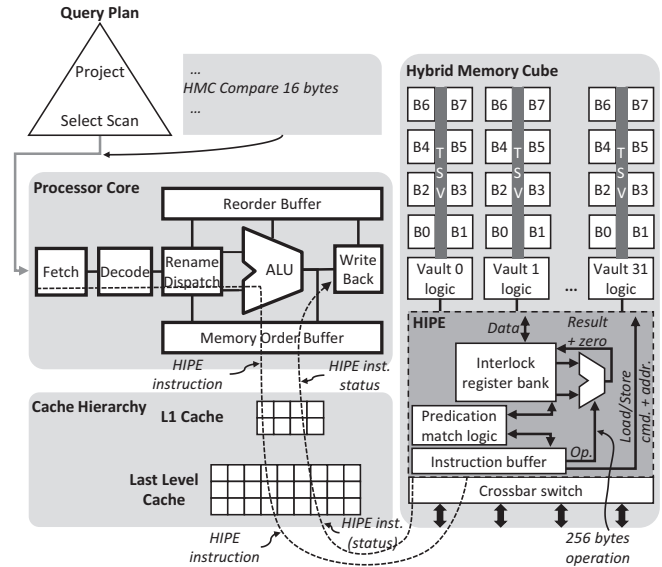 Query Plan
Project
Select Scan
...
HMC Compare 16 bytes
...
Processor Core
Reorder Buffer
Fetch
Decode
Rename
Dispatch
ALU
Write
Back
Memory Order Buffer
HIPE
instruction
HIPE inst.
status
Cache Hierarchy
L1 Cache
Last Level
Cache
HIPE
instruction
HIPE inst.
(status)
Hybrid Memory Cube
B6 B7 B6 B7 B6 B7
B4 T B5 B4 T B5 B4 T B5
S S S
B2 V B3 B2 V B3 B2 V B3
B0 B1 B0 B1 B0 B1
Vault 0
logic
Vault 1
logic
...
Vault 31
logic
HIPE
Data
Result
+ zero
Interlock
register bank
Load/Store
cmd. + addr.
Predication
match logic
Instruction buffer
Op.
Crossbar switch
256 bytes
operation